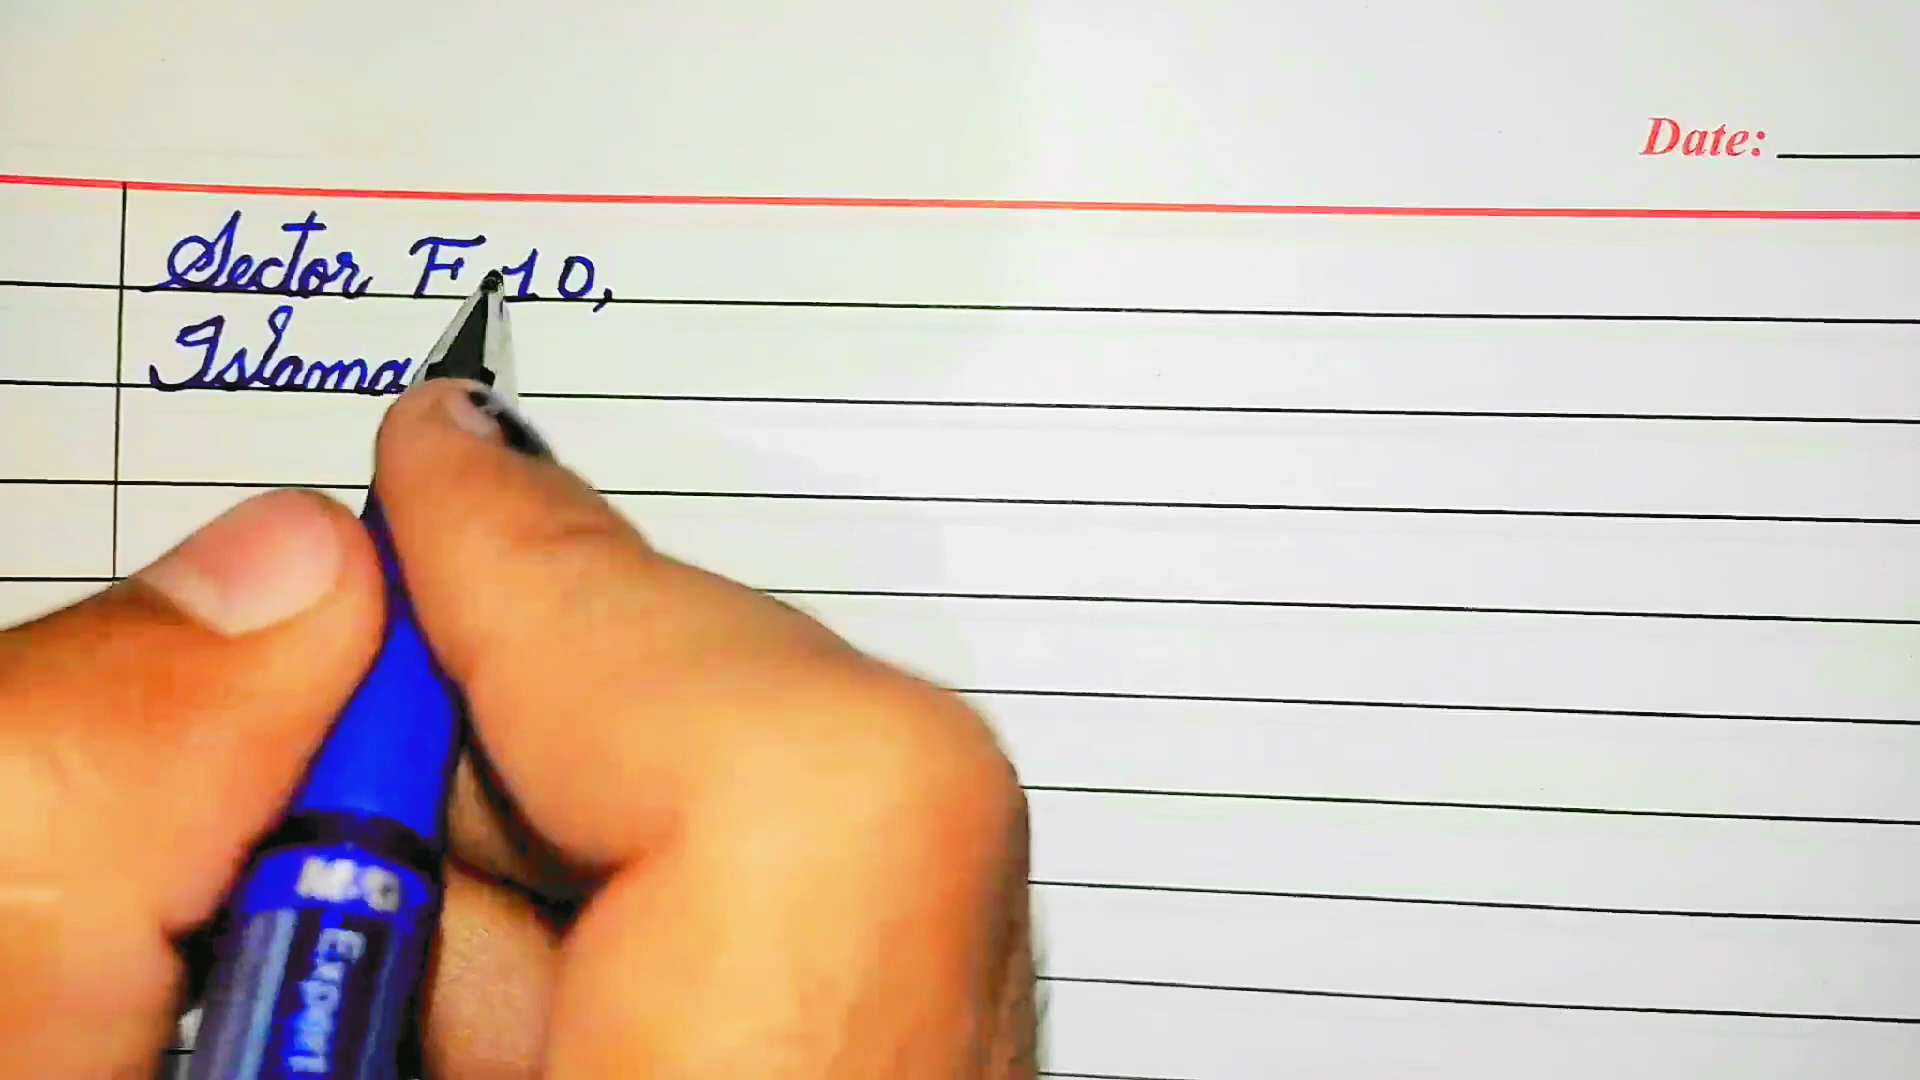 Date:
Sector F-10,
Islama
M&G
Expert